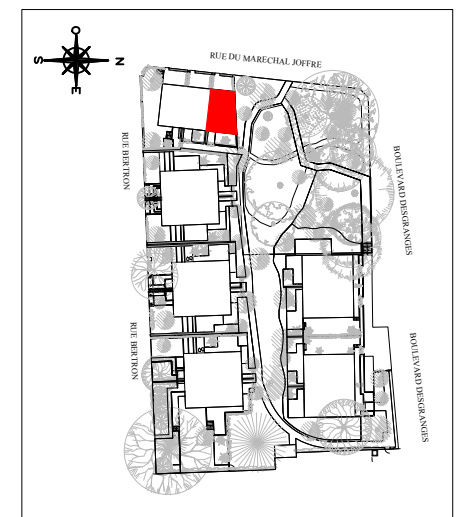 O
S
N
E
RUE DU MARECHAL JOFFRE
RUE BERTRON
BOULEVARD DESGRANGES
RUE BERTRON
BOULEVARD DESGRANGES